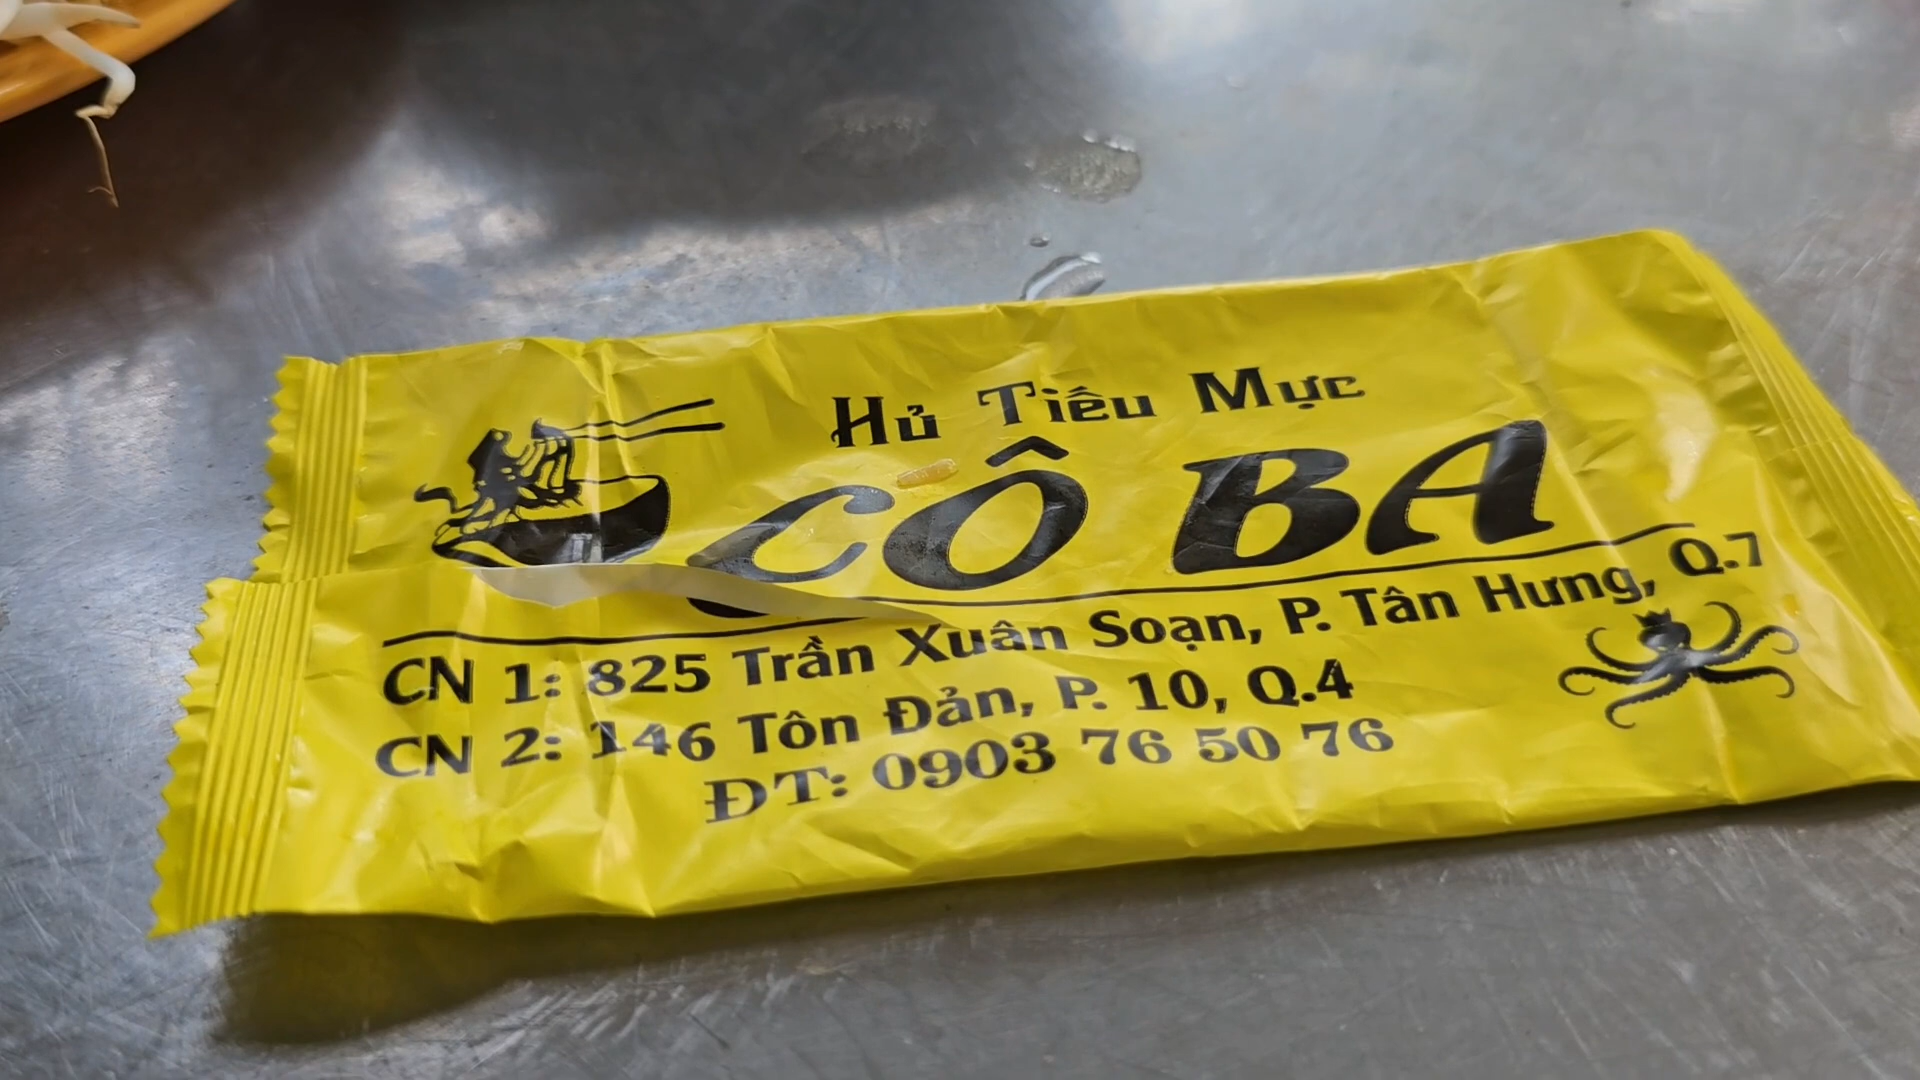 Hủ Tiếu Mực
CÔ BA
CN 1: 825 Trần Xuân Soạn, P. Tân Hưng, Q.7
CN 2: 146 Tôn Đản, P. 10, Q.4
ĐT: 0903 76 50 76